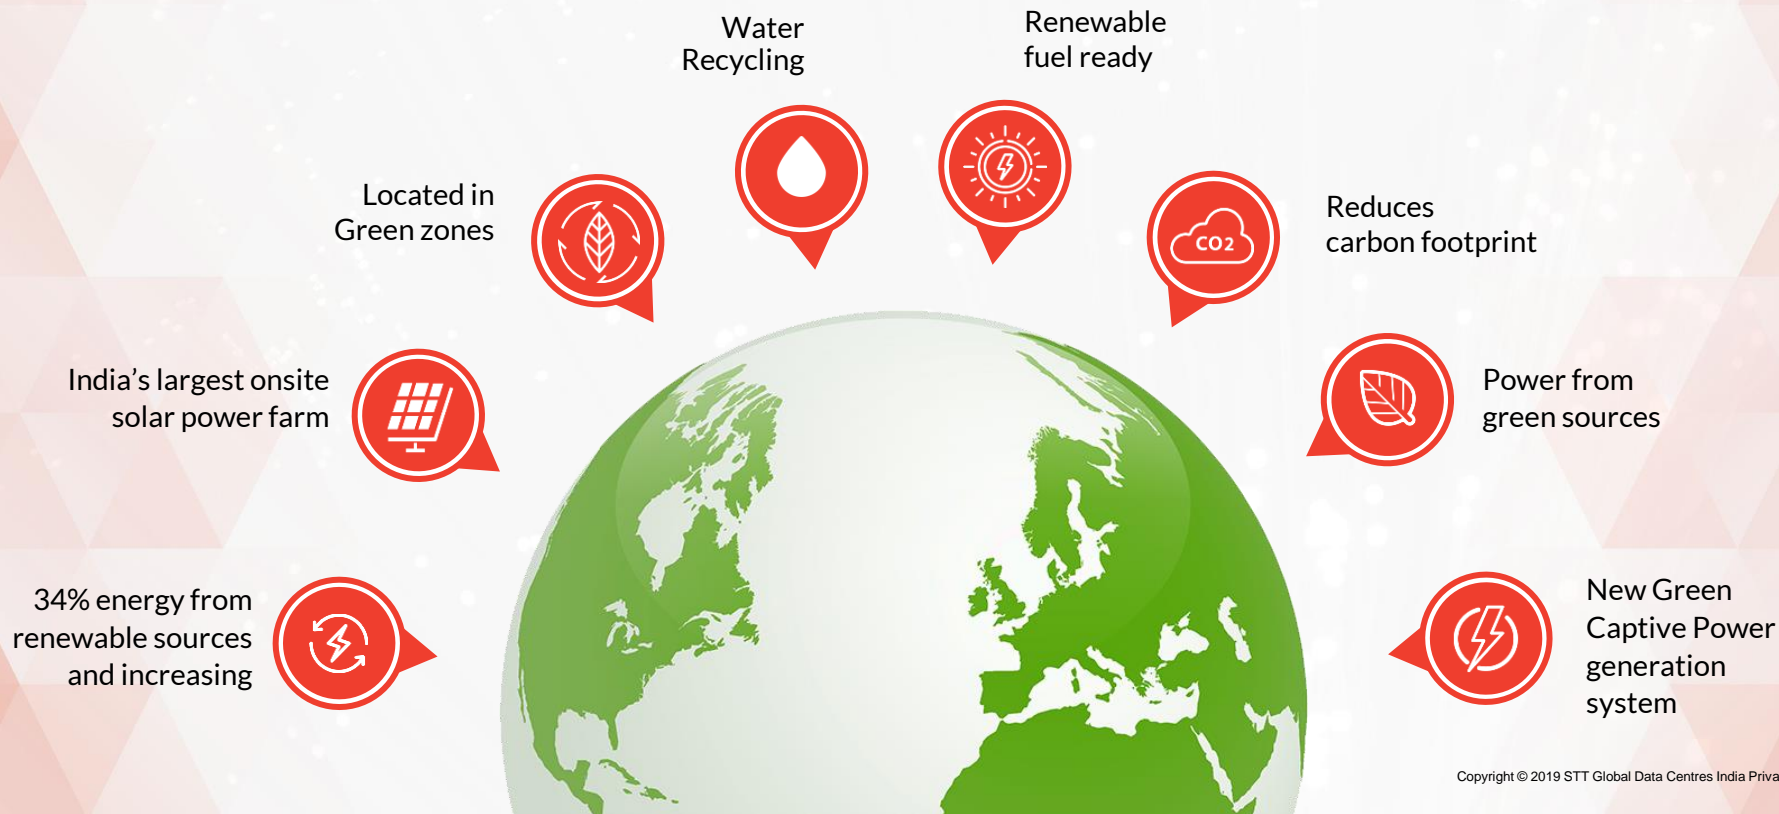 Water
Recycling
Renewable
fuel ready
Located in
Green zones
CO2
Reduces
carbon footprint
India’s largest onsite
solar power farm
Power from
green sources
34% energy from
renewable sources
and increasing
New Green
Captive Power
generation
system
Copyright © 2019 STT Global Data Centres India